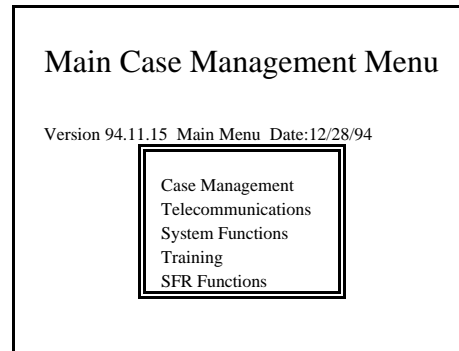 Main Case Management Menu
Version 94.11.15 Main Menu Date:12/28/94
Case Management
Telecommunications
System Functions
Training
SFR Functions